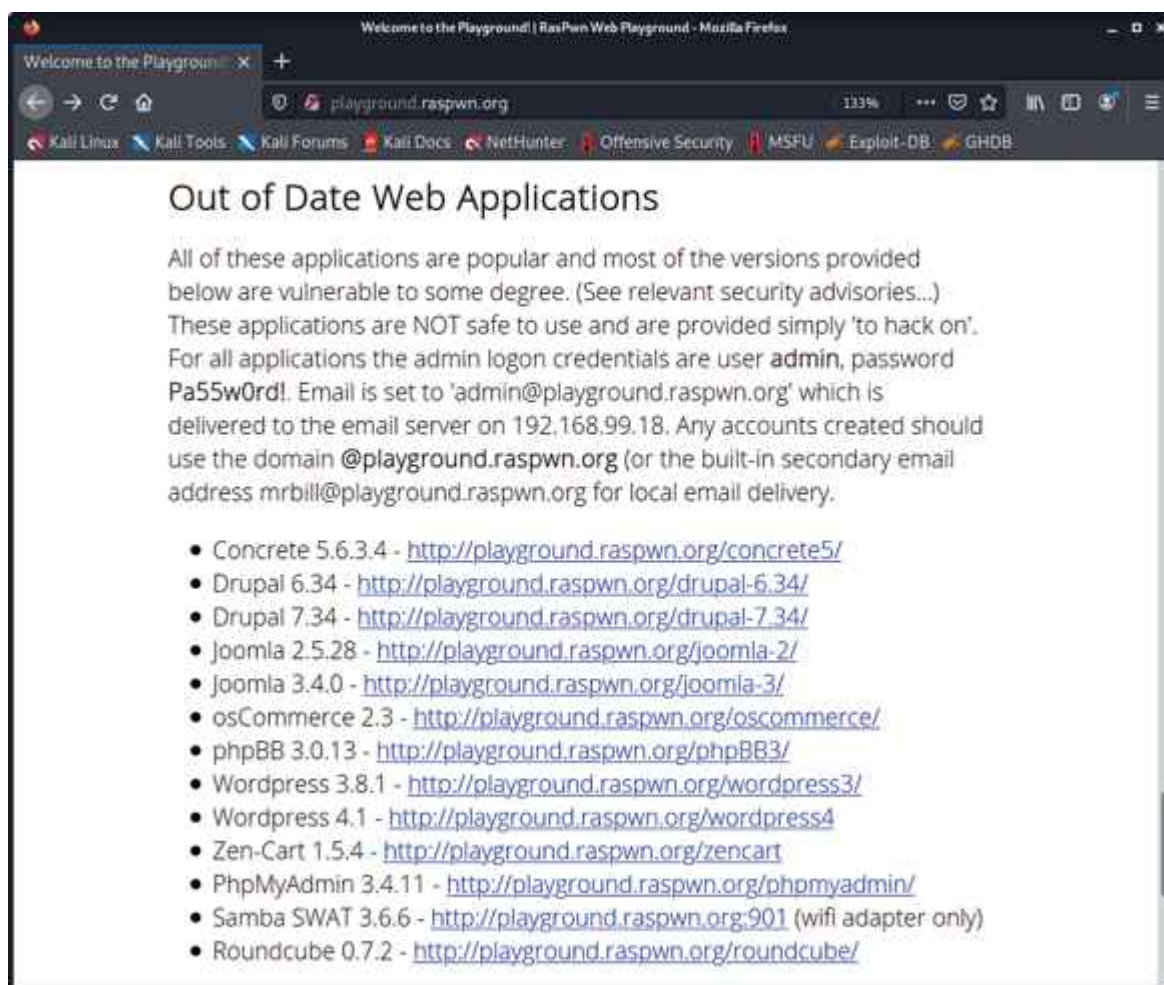 Welcome to the Playground! | RasPwn Web Playground - Mozilla Firefox
Welcome to the Playground
playground.raspwn.org
133%
Kali Linux Kali Tools Kali Forums Kali Docs NetHunter Offensive Security MSFU Exploit-DB GHDB
Out of Date Web Applications
All of these applications are popular and most of the versions provided
below are vulnerable to some degree. (See relevant security advisories...)
These applications are NOT safe to use and are provided simply 'to hack on'.
For all applications the admin logon credentials are user admin, password
Pa55w0rd!. Email is set to 'admin@playground.raspwn.org' which is
delivered to the email server on 192.168.99.18. Any accounts created should
use the domain @playground.raspwn.org (or the built-in secondary email
address mrbill@playground.raspwn.org for local email delivery.
• Concrete 5.6.3.4 - http://playground.raspwn.org/concrete5/
• Drupal 6.34 - http://playground.raspwn.org/drupal-6.34/
• Drupal 7.34 - http://playground.raspwn.org/drupal-7.34/
• Joomla 2.5.28 - http://playground.raspwn.org/joomla-2/
• Joomla 3.4.0 - http://playground.raspwn.org/joomla-3/
• osCommerce 2.3 - http://playground.raspwn.org/oscommerce/
• phpBB 3.0.13 - http://playground.raspwn.org/phpBB3/
• Wordpress 3.8.1 - http://playground.raspwn.org/wordpress3/
• Wordpress 4.1 - http://playground.raspwn.org/wordpress4
• Zen-Cart 1.5.4 - http://playground.raspwn.org/zencart
• PhpMyAdmin 3.4.11 - http://playground.raspwn.org/phpmyadmin/
• Samba SWAT 3.6.6 - http://playground.raspwn.org:901 (wifi adapter only)
• Roundcube 0.7.2 - http://playground.raspwn.org/roundcube/